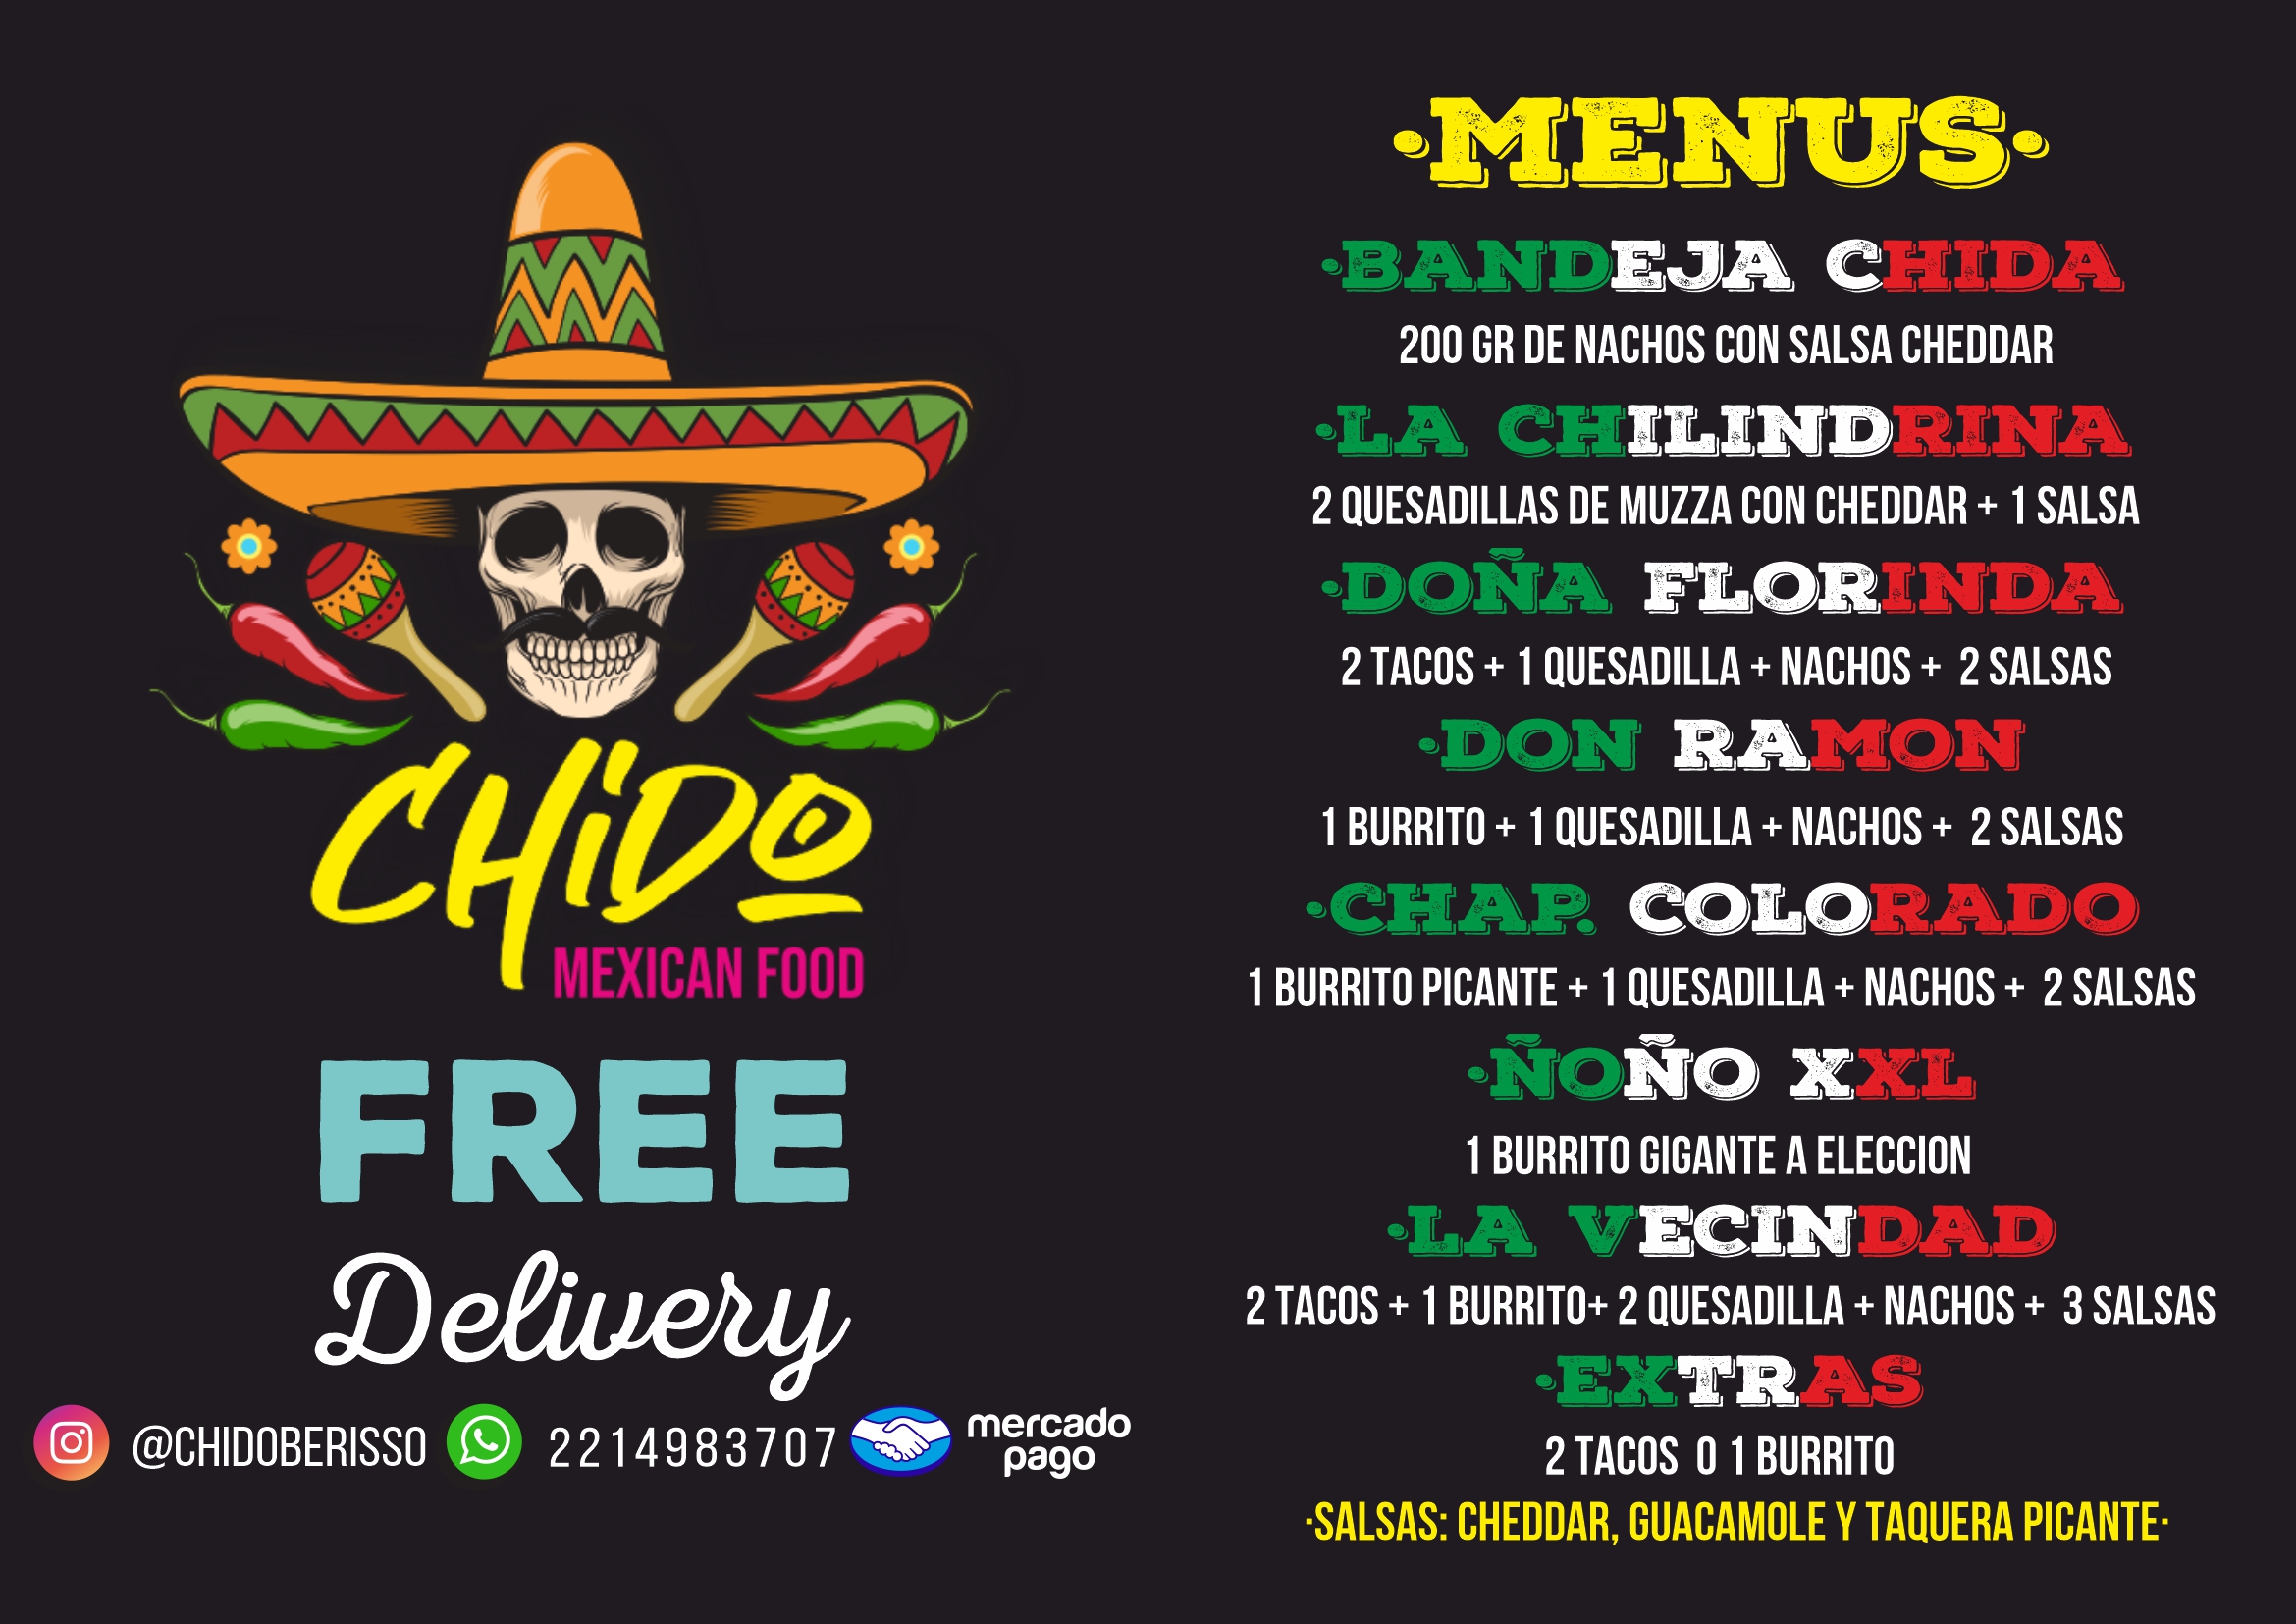 CHiDO
MEXICAN FOOD
FREE
Delivery
@CHIDOBERISSO
2214983707
mercado
pago
·MENUS·
·BANDEJA CHIDA
200 GR DE NACHOS CON SALSA CHEDDAR
·LA CHILINDRINA
2 QUESADILLAS DE MUZZA CON CHEDDAR + 1 SALSA
·DOÑA FLORINDA
2 TACOS + 1 QUESADILLA + NACHOS + 2 SALSAS
·DON RAMON
1 BURRITO + 1 QUESADILLA + NACHOS + 2 SALSAS
·CHAP. COLORADO
1 BURRITO PICANTE + 1 QUESADILLA + NACHOS + 2 SALSAS
·ÑOÑO XXL
1 BURRITO GIGANTE A ELECCION
·LA VECINDAD
2 TACOS + 1 BURRITO+ 2 QUESADILLA + NACHOS + 3 SALSAS
·EXTRAS
2 TACOS O 1 BURRITO
·SALSAS: CHEDDAR, GUACAMOLE Y TAQUERA PICANTE·